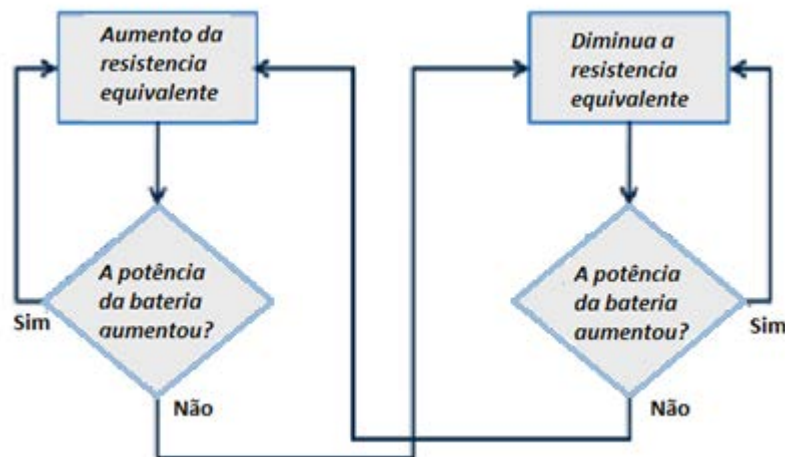 Aumento da
resistencia
equivalente
A potência
da bateria
aumentou?
Sim
Não
Diminua a
resistencia
equivalente
A potência
da bateria
aumentou?
Sim
Não